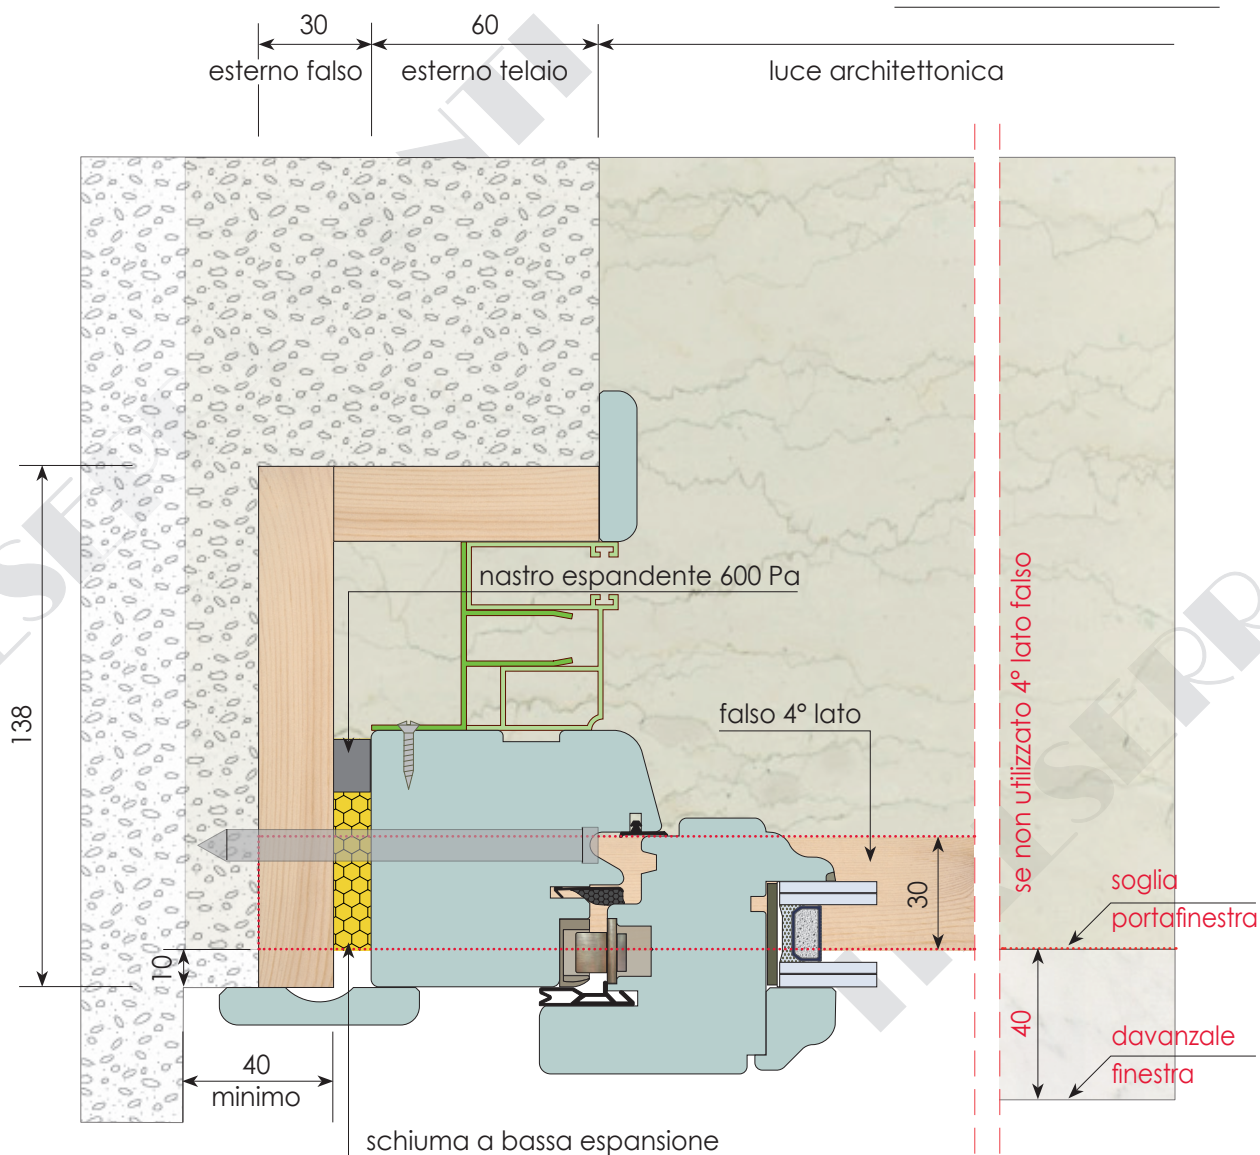 30
60
esterno falso
esterno telaio
luce architettonica
nastro espandente 600 Pa
138
falso 4° lato
se non utilizzato 4° lato falso
30
soglia
portafinestra
10
40
minimo
40
davanzale
finestra
schiuma a bassa espansione